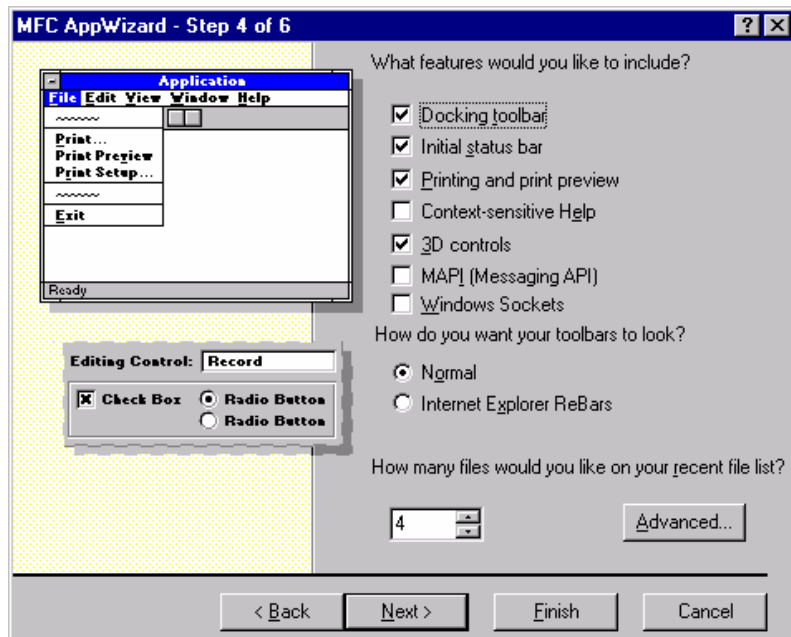 MFC AppWizard - Step 4 of 6
Application
File Edit View Window Help
Print...
Print Preview
Print Setup...
Exit
Ready
Editing Control: Record
Check Box
Radio Button
Radio Button
What features would you like to include?
Docking toolbar
Initial status bar
Printing and print preview
Context-sensitive Help
3D controls
MAPI (Messaging API)
Windows Sockets
How do you want your toolbars to look?
Normal
Internet Explorer ReBars
How many files would you like on your recent file list?
4
Advanced...
< Back
Next >
Finish
Cancel